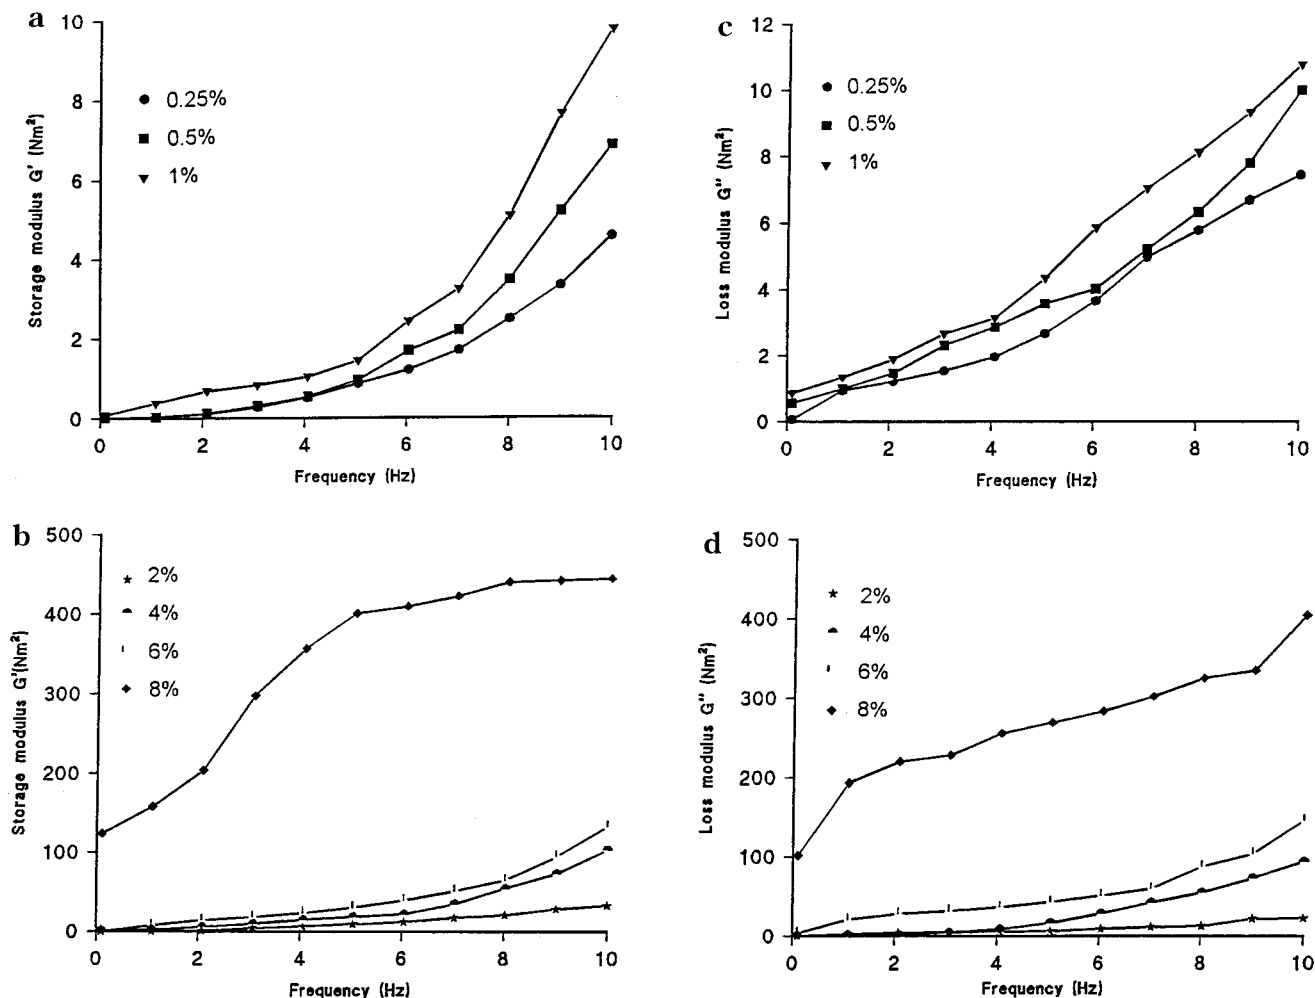 a
10
8
6
4
2
0
Storage modulus G' (Nm²)
0.25%
0.5%
1%
0 2 4 6 8 10
Frequency (Hz)
c
12
10
8
6
4
2
0
Loss modulus G" (Nm²)
0.25%
0.5%
1%
0 2 4 6 8 10
Frequency (Hz)
b
500
400
300
200
100
0
Storage modulus G'(Nm²)
2%
4%
6%
8%
0 2 4 6 8 10
Frequency (Hz)
d
500
400
300
200
100
0
Loss modulus G" (Nm²)
2%
4%
6%
8%
0 2 4 6 8 10
Frequency (Hz)